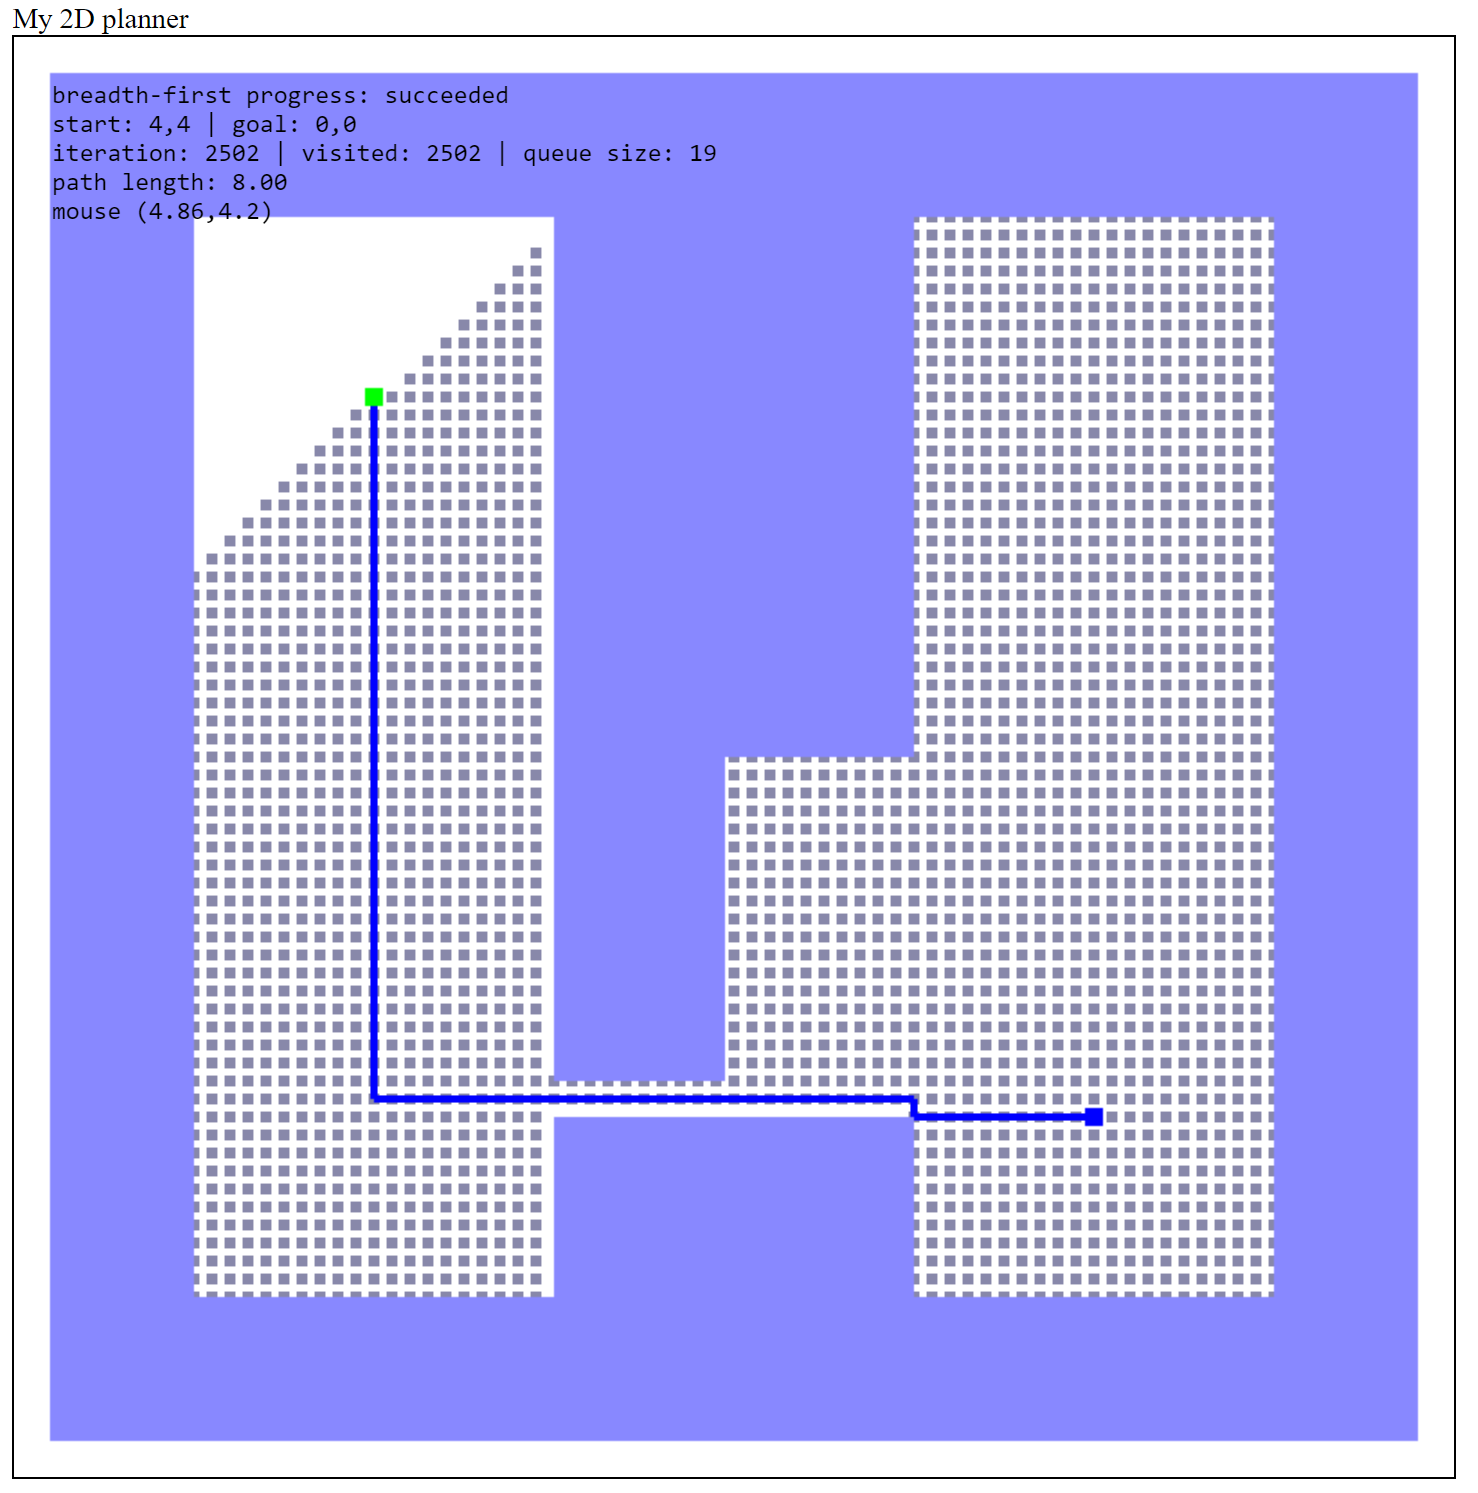 My 2D planner
breadth-first progress: succeeded
start: 4,4 | goal: 0,0
iteration: 2502 | visited: 2502 | queue size: 19
path length: 8.00
mouse (4.86,4.2)